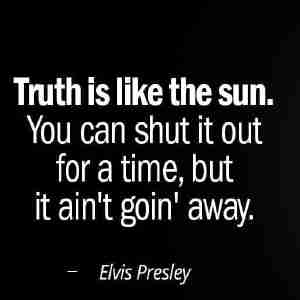 Truth is like the sun.
You can shut it out
for a time, but
it ain't goin' away.
– Elvis Presley